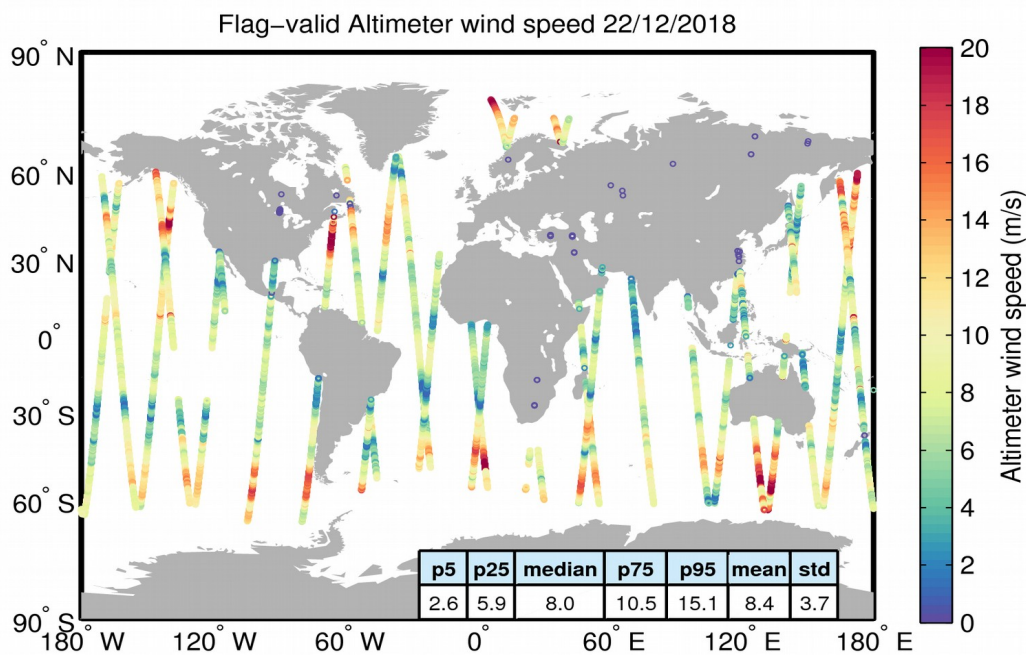 Flag−valid Altimeter wind speed 22/12/2018
90° N
60° N
30° N
0°
30° S
60° S
90° S
180° W
120° W
60° W
0°
60° E
120° E
180° E
p5 p25 median p75 p95 mean std
2.6 5.9 8.0 10.5 15.1 8.4 3.7
20
18
16
14
12
10
8
6
4
2
0
Altimeter wind speed (m/s)